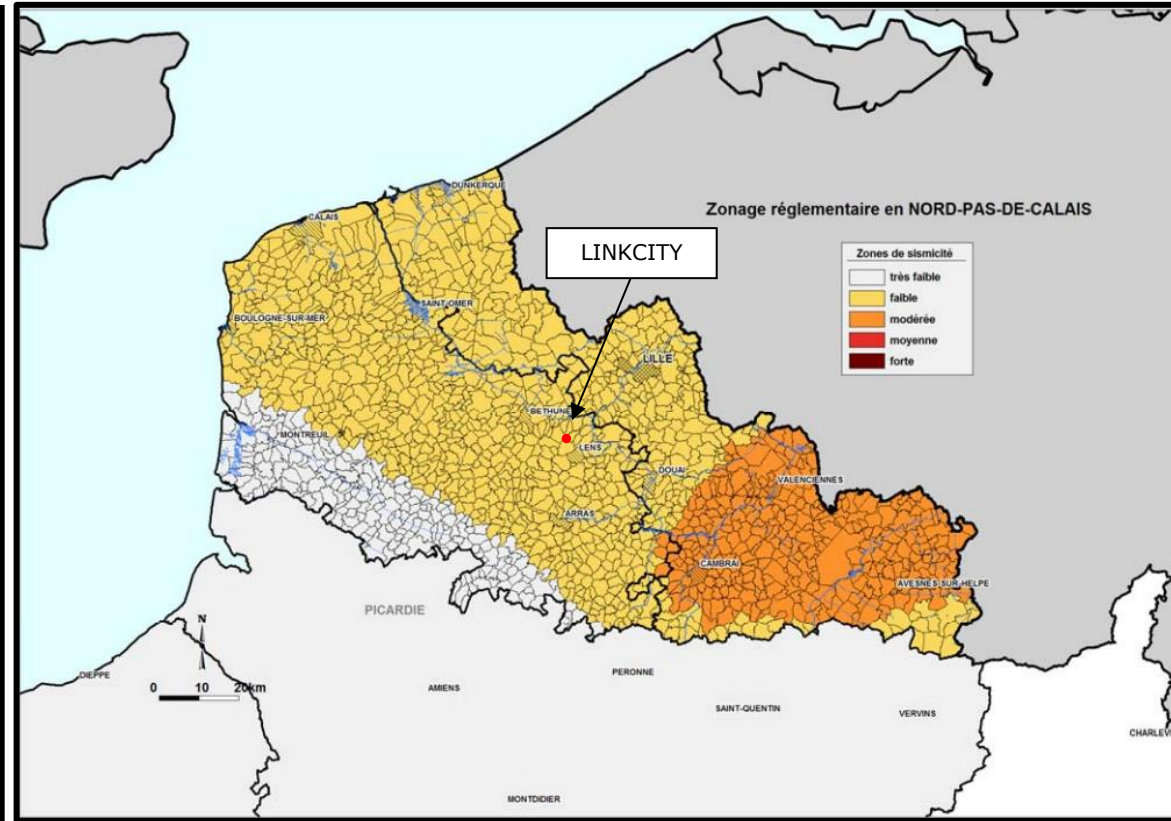 DUNKERQUE
CALAIS
Zonage réglementaire en NORD-PAS-DE-CALAIS
LINKCITY
Zones de sismicité
très faible
faible
modérée
moyenne
forte
SAINT-OMER
BOULOGNE-SUR-MER
LILLE
BETHUNE
MONTREUIL
LENS
DOUAI
VALENCIENNES
ARRAS
CAMBRAI
AVESNES-SUR-HELPE
PICARDIE
N
DIEPPE
0 10 20km
AMIENS
PERONNE
SAINT-QUENTIN
VERVINS
CHARLEVI
MONTDIDIER